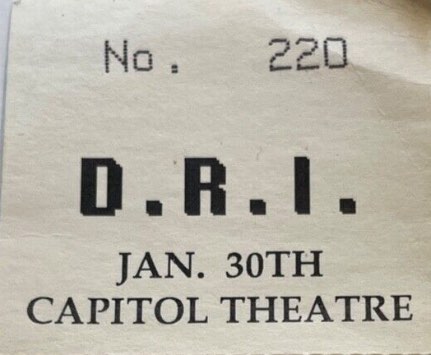 No. 220
D.R.I.
JAN. 30TH
CAPITOL THEATRE